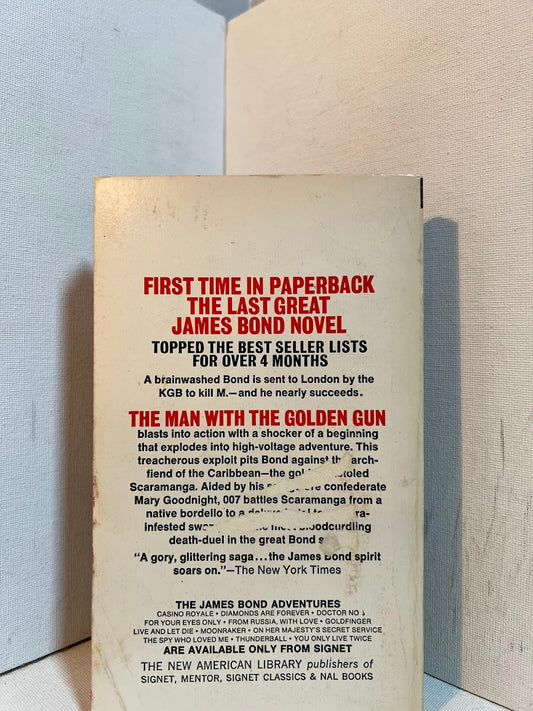 FIRST TIME IN PAPERBACK
THE LAST GREAT
JAMES BOND NOVEL
TOPPED THE BEST SELLER LISTS
FOR OVER 4 MONTHS
A brainwashed Bond is sent to London by the
KGB to kill M.—and he nearly succeeds.
THE MAN WITH THE GOLDEN GUN
blasts into action with a shocker of a beginning
that explodes into high-voltage adventure. This
treacherous exploit pits Bond against arch-
fiend of the Caribbean—the
Scaramanga. Aided by his confederate
Mary Goodnight, 007 battles Scaramanga from a
native bordello to a
infested bloodcurdling
death-duel in the great Bond
“A gory, glittering saga...the James Bond spirit
soars on.”—The New York Times
THE JAMES BOND ADVENTURES
CASINO ROYALE • DIAMONDS ARE FOREVER • DOCTOR NO
FOR YOUR EYES ONLY • FROM RUSSIA, WITH LOVE • GOLDFINGER
LIVE AND LET DIE • MOONRAKER • ON HER MAJESTY'S SECRET SERVICE
THE SPY WHO LOVED ME • THUNDERBALL • YOU ONLY LIVE TWICE
ARE AVAILABLE ONLY FROM SIGNET
THE NEW AMERICAN LIBRARY publishers of
SIGNET, MENTOR, SIGNET CLASSICS & NAL BOOKS